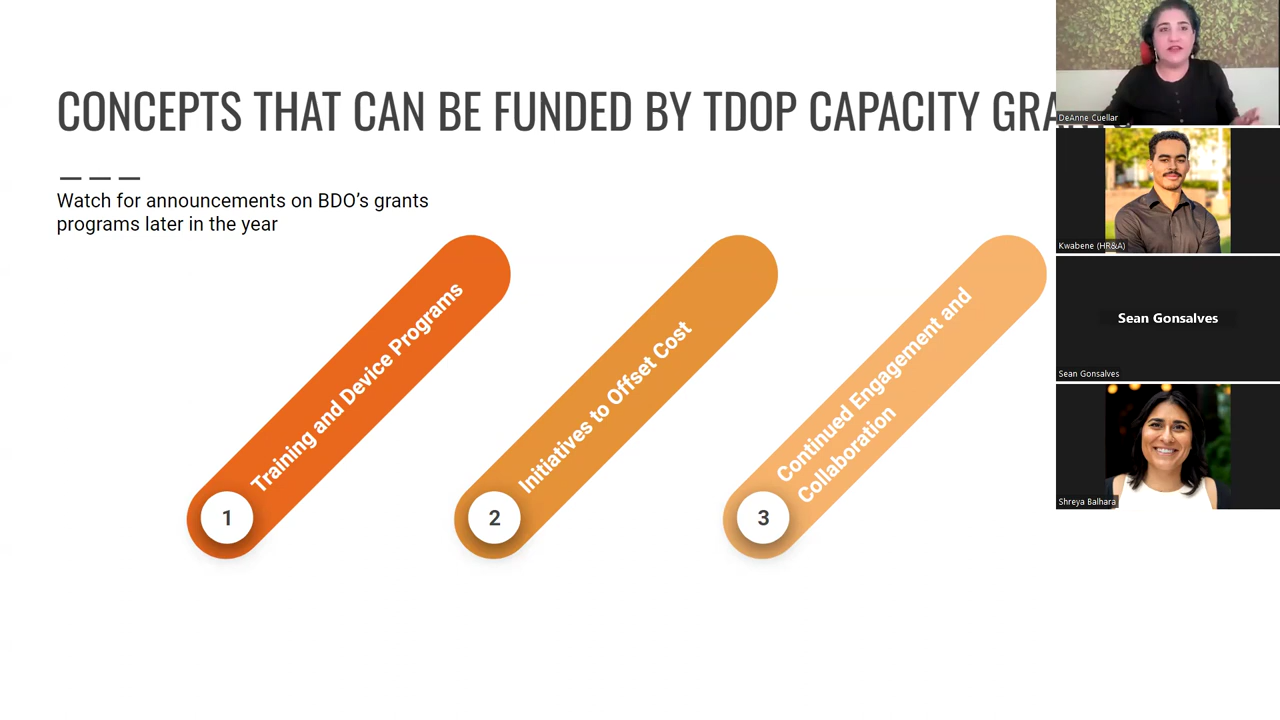 CONCEPTS THAT CAN BE FUNDED BY TDOP CAPACITY
Watch for announcements on BDO's grants
programs later in the year
Training and Device Programs
1
Initiatives to Offset Cost
2
Continued Engagement and
Collaboration
3
DeAnne Cuellar
Kwabene (HR&A)
Sean Gonsalves
Sean Gonsalves
Shreya Balhara